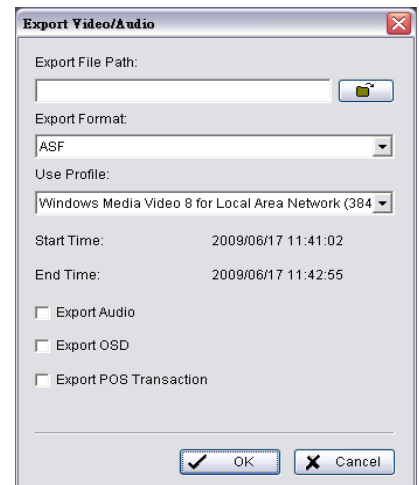 Export Video/Audio
Export File Path:
Export Format:
ASF
Use Profile:
Windows Media Video 8 for Local Area Network (384
Start Time: 2009/06/17 11:41:02
End Time: 2009/06/17 11:42:55
Export Audio
Export OSD
Export POS Transaction
OK Cancel